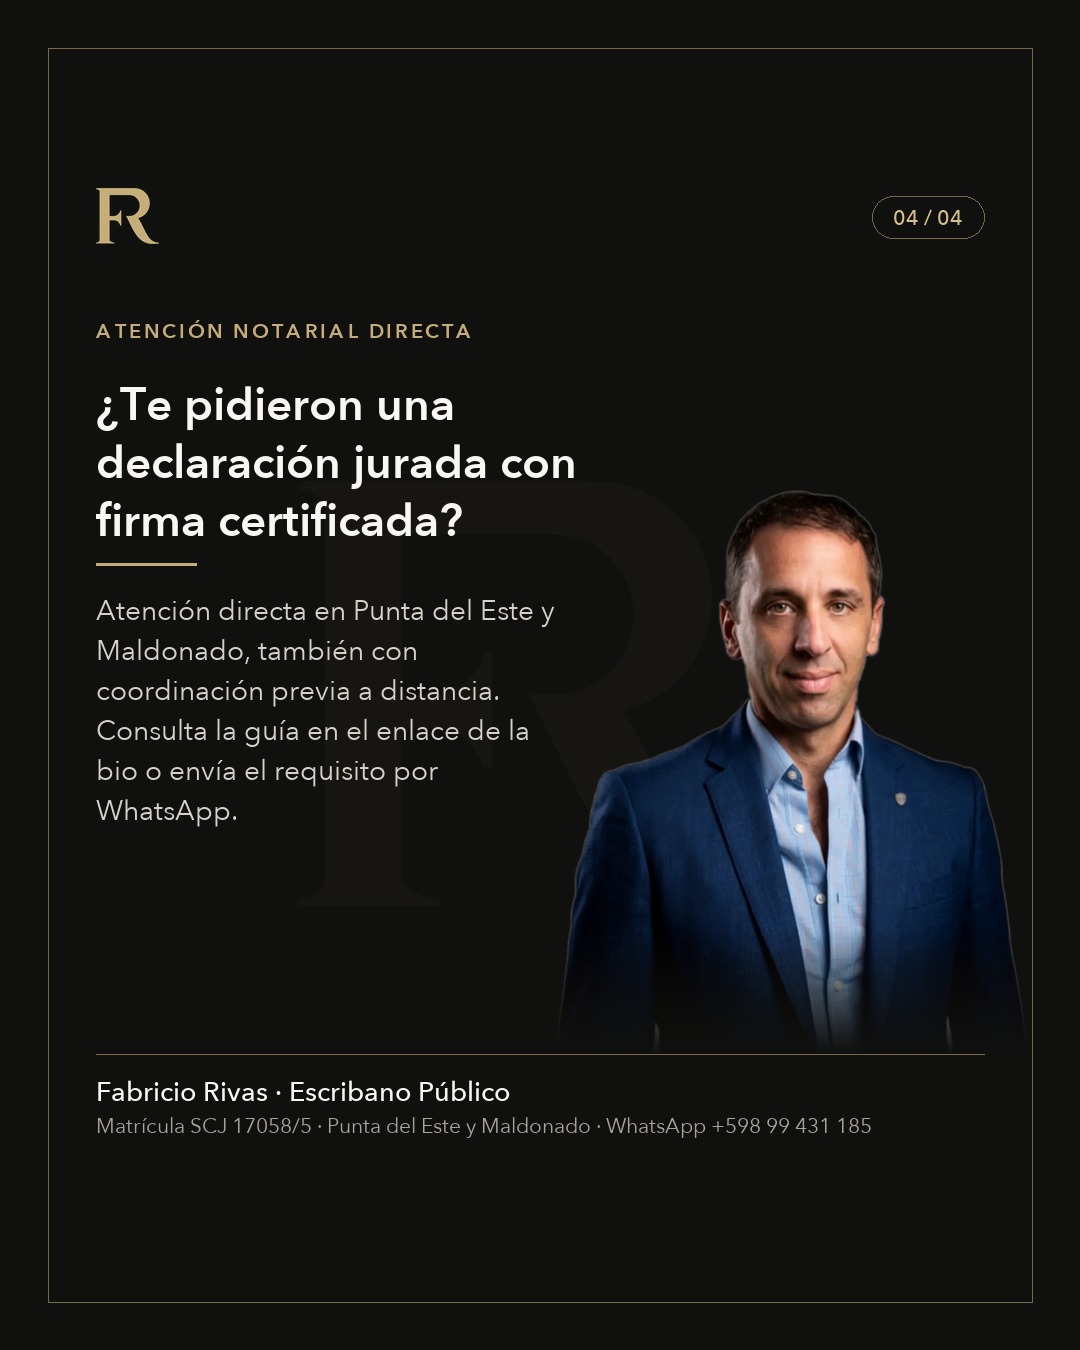 FR
04 / 04
ATENCIÓN NOTARIAL DIRECTA
¿Te pidieron una
declaración jurada con
firma certificada?
Atención directa en Punta del Este y
Maldonado, también con
coordinación previa a distancia.
Consulta la guía en el enlace de la
bio o envía el requisito por
WhatsApp.
Fabricio Rivas · Escribano Público
Matrícula SCJ 17058/5 · Punta del Este y Maldonado · WhatsApp +598 99 431 185